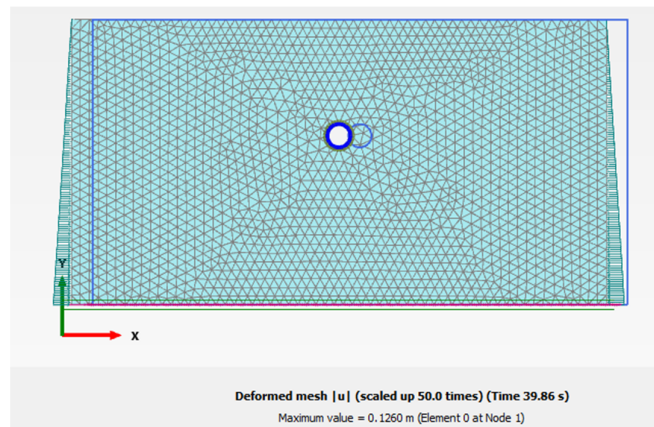 Y
X
Deformed mesh |u| (scaled up 50.0 times) (Time 39.86 s)
Maximum value = 0.1260 m (Element 0 at Node 1)